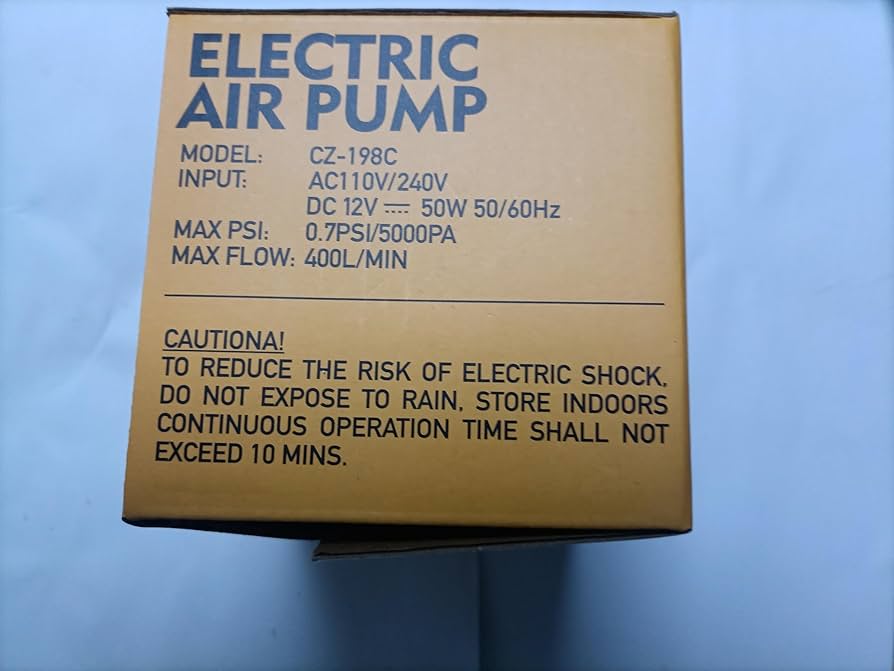 ELECTRIC
AIR PUMP
MODEL: CZ-198C
INPUT: AC110V/240V
DC 12V ⎓ 50W 50/60Hz
MAX PSI: 0.7PSI/5000PA
MAX FLOW: 400L/MIN
CAUTIONA!
TO REDUCE THE RISK OF ELECTRIC SHOCK,
DO NOT EXPOSE TO RAIN, STORE INDOORS
CONTINUOUS OPERATION TIME SHALL NOT
EXCEED 10 MINS.